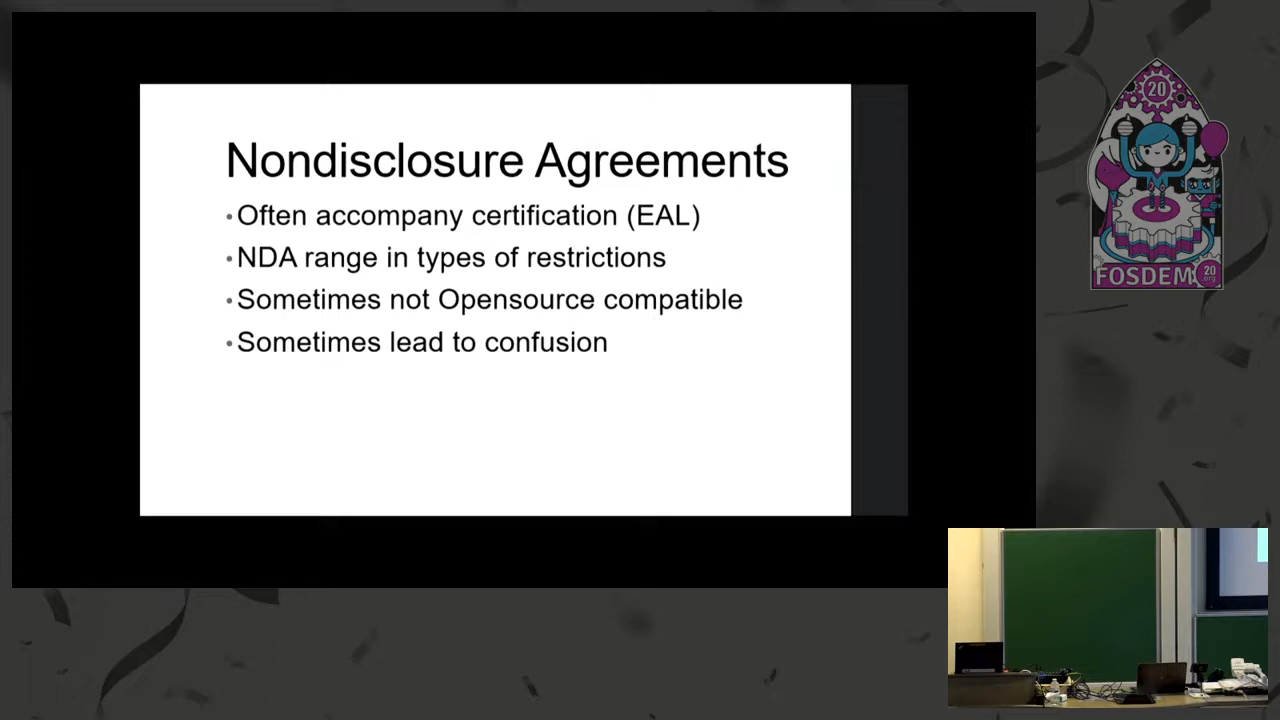 Nondisclosure Agreements
• Often accompany certification (EAL)
• NDA range in types of restrictions
• Sometimes not Opensource compatible
• Sometimes lead to confusion
20
FOSDEM 20
.org